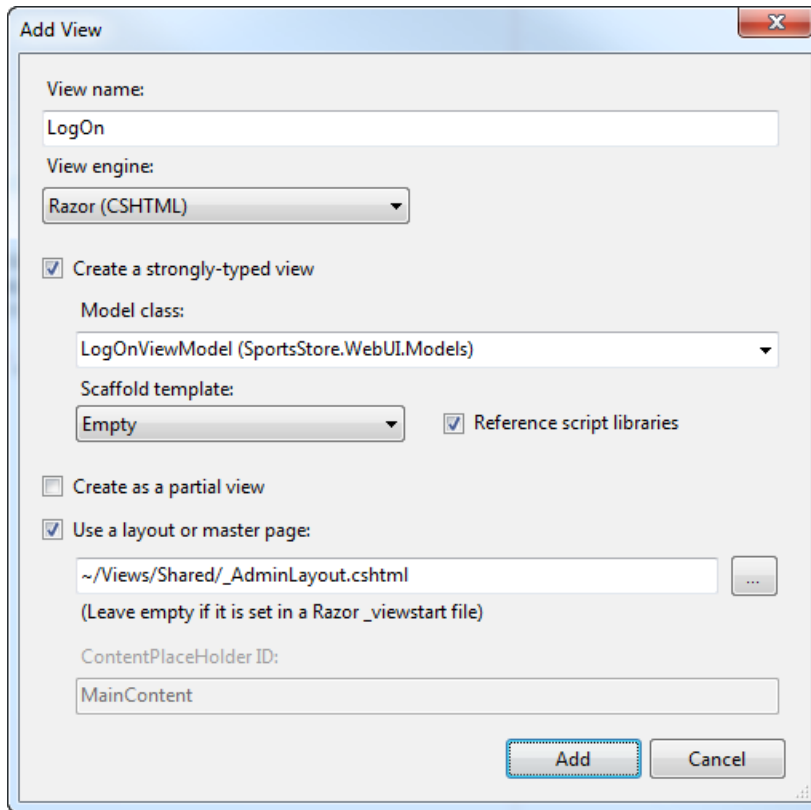 Add View
View name:
LogOn
View engine:
Razor (CSHTML)
Create a strongly-typed view
Model class:
LogOnViewModel (SportsStore.WebUI.Models)
Scaffold template:
Empty
Reference script libraries
Create as a partial view
Use a layout or master page:
~/Views/Shared/_AdminLayout.cshtml
...
(Leave empty if it is set in a Razor _viewstart file)
ContentPlaceHolder ID:
MainContent
Add
Cancel